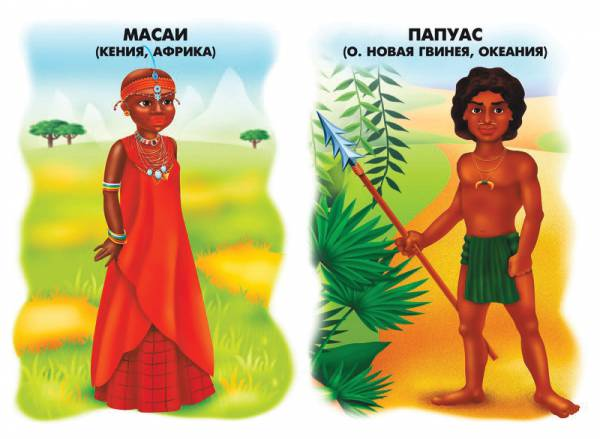 МАСАИ
(КЕНИЯ, АФРИКА)
ПАПУАС
(О. НОВАЯ ГВИНЕЯ, ОКЕАНИЯ)